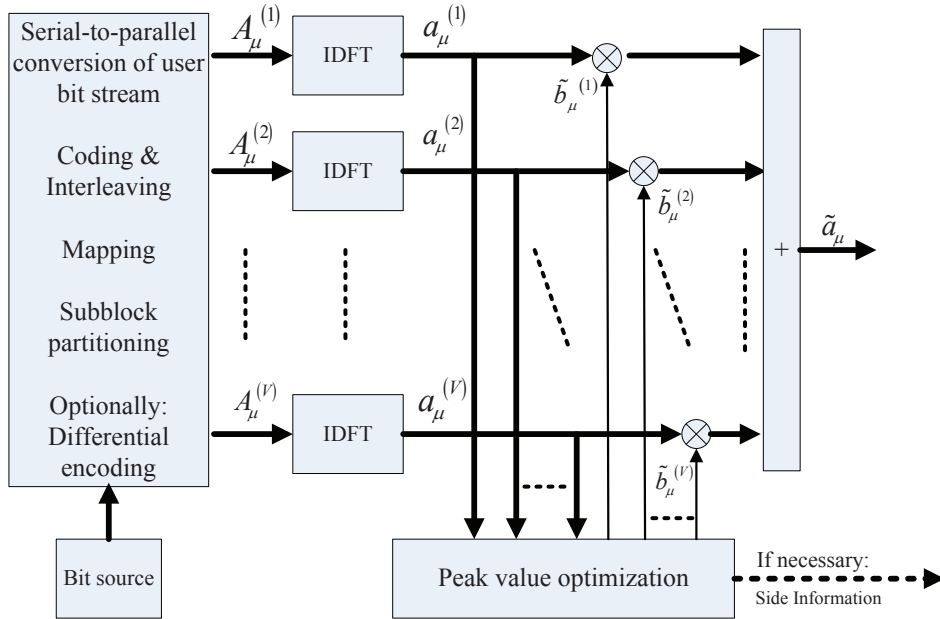 Serial-to-parallel
conversion of user
bit stream
Coding &
Interleaving
Mapping
Subblock
partitioning
Optionally:
Differential
encoding
Bit source
A_μ^(1)
IDFT
a_μ^(1)
b̃_μ^(1)
A_μ^(2)
IDFT
a_μ^(2)
b̃_μ^(2)
+
ã_μ
A_μ^(V)
IDFT
a_μ^(V)
b̃_μ^(V)
Peak value optimization
If necessary:
Side Information